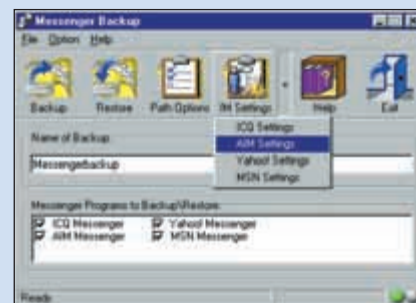 Messenger Backup
File Option Help
Backup Restore Path Options IM Settings Help Exit
ICQ Settings
AIM Settings
Yahoo! Settings
MSN Settings
Name of Backup:
Messengerbackup
Messenger Programs to Backup\Restore
ICQ Messenger Yahoo! Messenger
AIM Messenger MSN Messenger
Ready